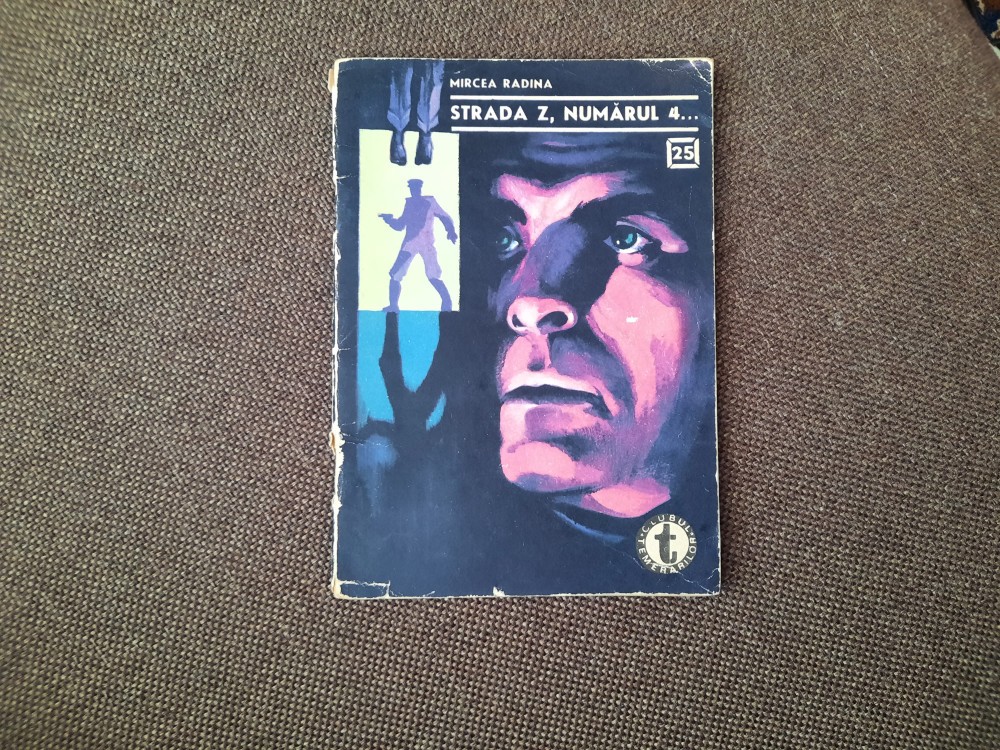 MIRCEA RADINA
STRADA Z, NUMĂRUL 4...
25
CLUBUL
t
TEMERARILOR